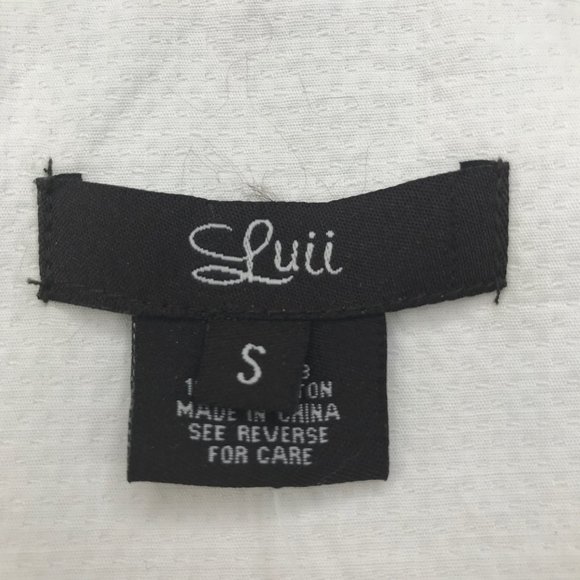 Luii
S
MADE IN CHINA
SEE REVERSE
FOR CARE